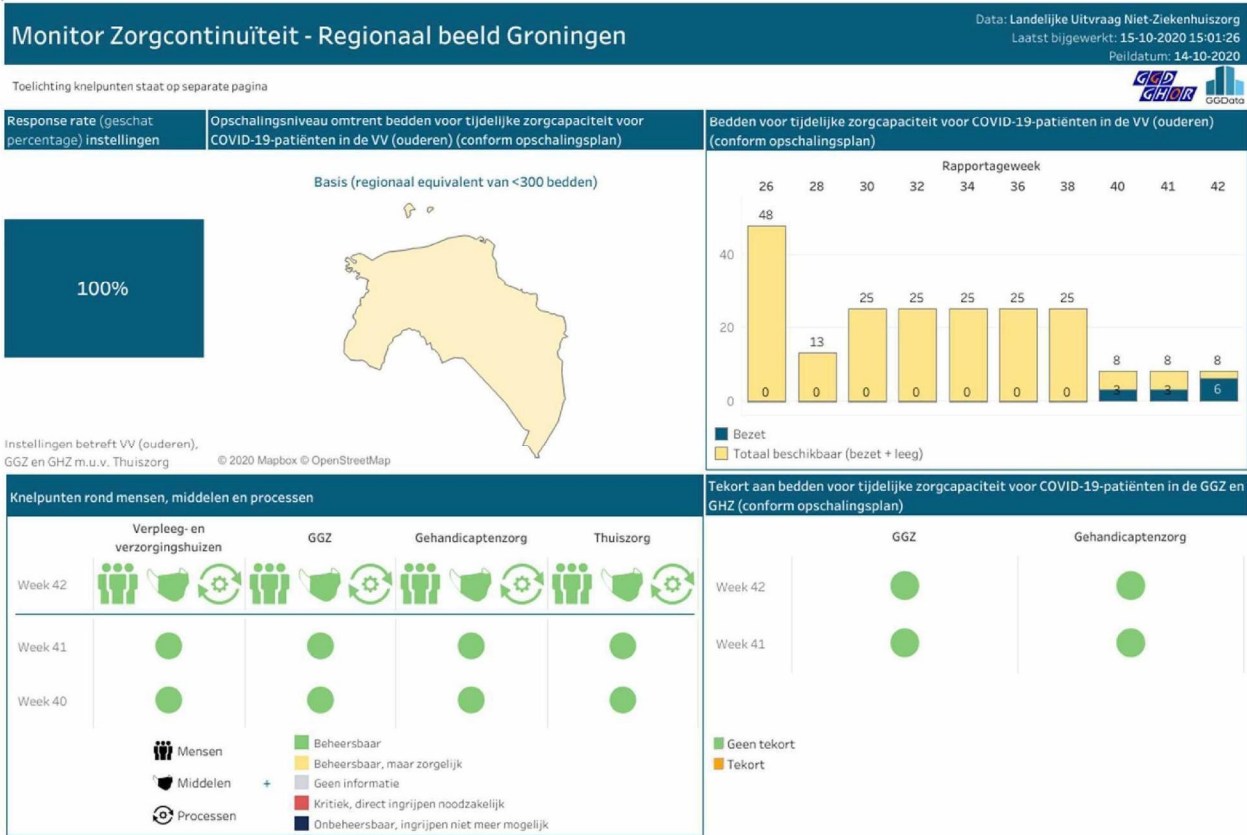 Monitor Zorgcontinuïteit - Regionaal beeld Groningen
Data: Landelijke Uitvraag Niet-Ziekenhuiszorg
Laatst bijgewerkt: 15-10-2020 15:01:26
Peildatum: 14-10-2020
Toelichting knelpunten staat op separate pagina
GGD
GHOR
GGData
Response rate (geschat
percentage) instellingen
100%
Instellingen betreft VV (ouderen),
GGZ en GHZ m.u.v. Thuiszorg
Opschalingsniveau omtrent bedden voor tijdelijke zorgcapaciteit voor
COVID-19-patiënten in de VV (ouderen) (conform opschalingsplan)
Basis (regionaal equivalent van <300 bedden)
© 2020 Mapbox © OpenStreetMap
Bedden voor tijdelijke zorgcapaciteit voor COVID-19-patiënten in de VV (ouderen)
(conform opschalingsplan)
Rapportageweek
26 28 30 32 34 36 38 40 41 42
48 13 25 25 25 25 25 8 8 8
40
20
0
0 0 0 0 0 0 0 3 3 6
Bezet
Totaal beschikbaar (bezet + leeg)
Knelpunten rond mensen, middelen en processen
Verpleeg- en
verzorgingshuizen
GGZ
Gehandicaptenzorg
Thuiszorg
Week 42
Week 41
Week 40
Mensen
Middelen
Processen
+
Beheersbaar
Beheersbaar, maar zorgelijk
Geen informatie
Kritiek, direct ingrijpen noodzakelijk
Onbeheersbaar, ingrijpen niet meer mogelijk
Tekort aan bedden voor tijdelijke zorgcapaciteit voor COVID-19-patiënten in de GGZ en
GHZ (conform opschalingsplan)
GGZ
Gehandicaptenzorg
Week 42
Week 41
Geen tekort
Tekort